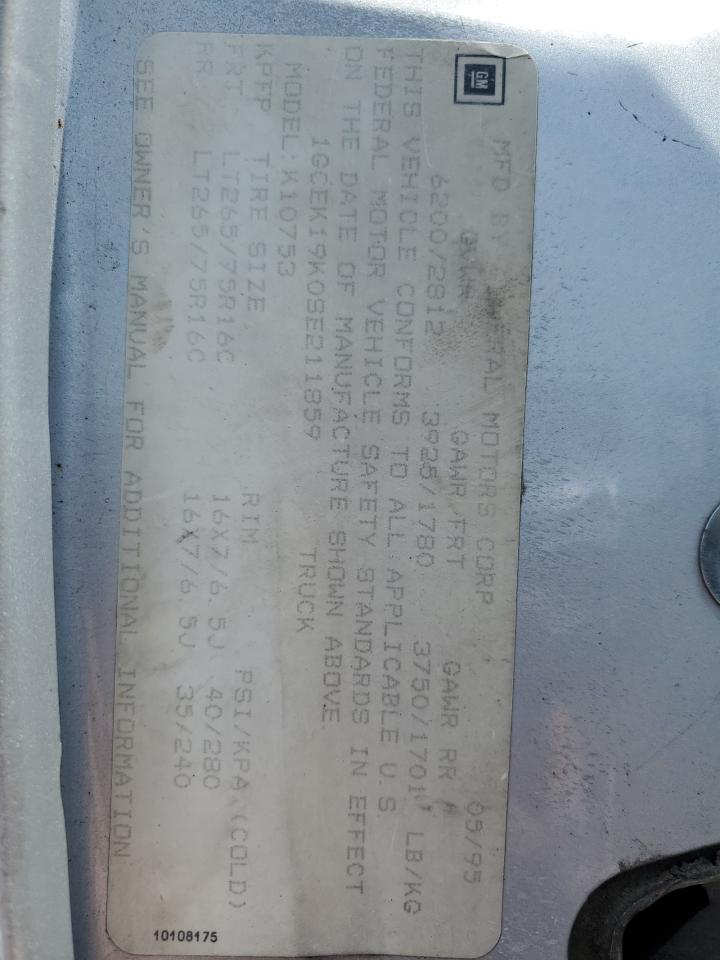 GM
MFD BY GENERAL MOTORS CORP 05/95
GVWR GAWR FRT GAWR RR
6200/2812 3925/1780 3750/1701 LB/KG
THIS VEHICLE CONFORMS TO ALL APPLICABLE U.S
FEDERAL MOTOR VEHICLE SAFETY STANDARDS IN EFFECT
ON THE DATE OF MANUFACTURE SHOWN ABOVE.
1GCEK19K0SE211859 TRUCK
MODEL:K10753
KPFP TIRE SIZE RIM PSI/KPA (COLD)
FRT LT265/75R16C 16X7/6.5J 40/280
RR LT265/75R16C 16X7/6.5J 35/240
SEE OWNER'S MANUAL FOR ADDITIONAL INFORMATION
10108175